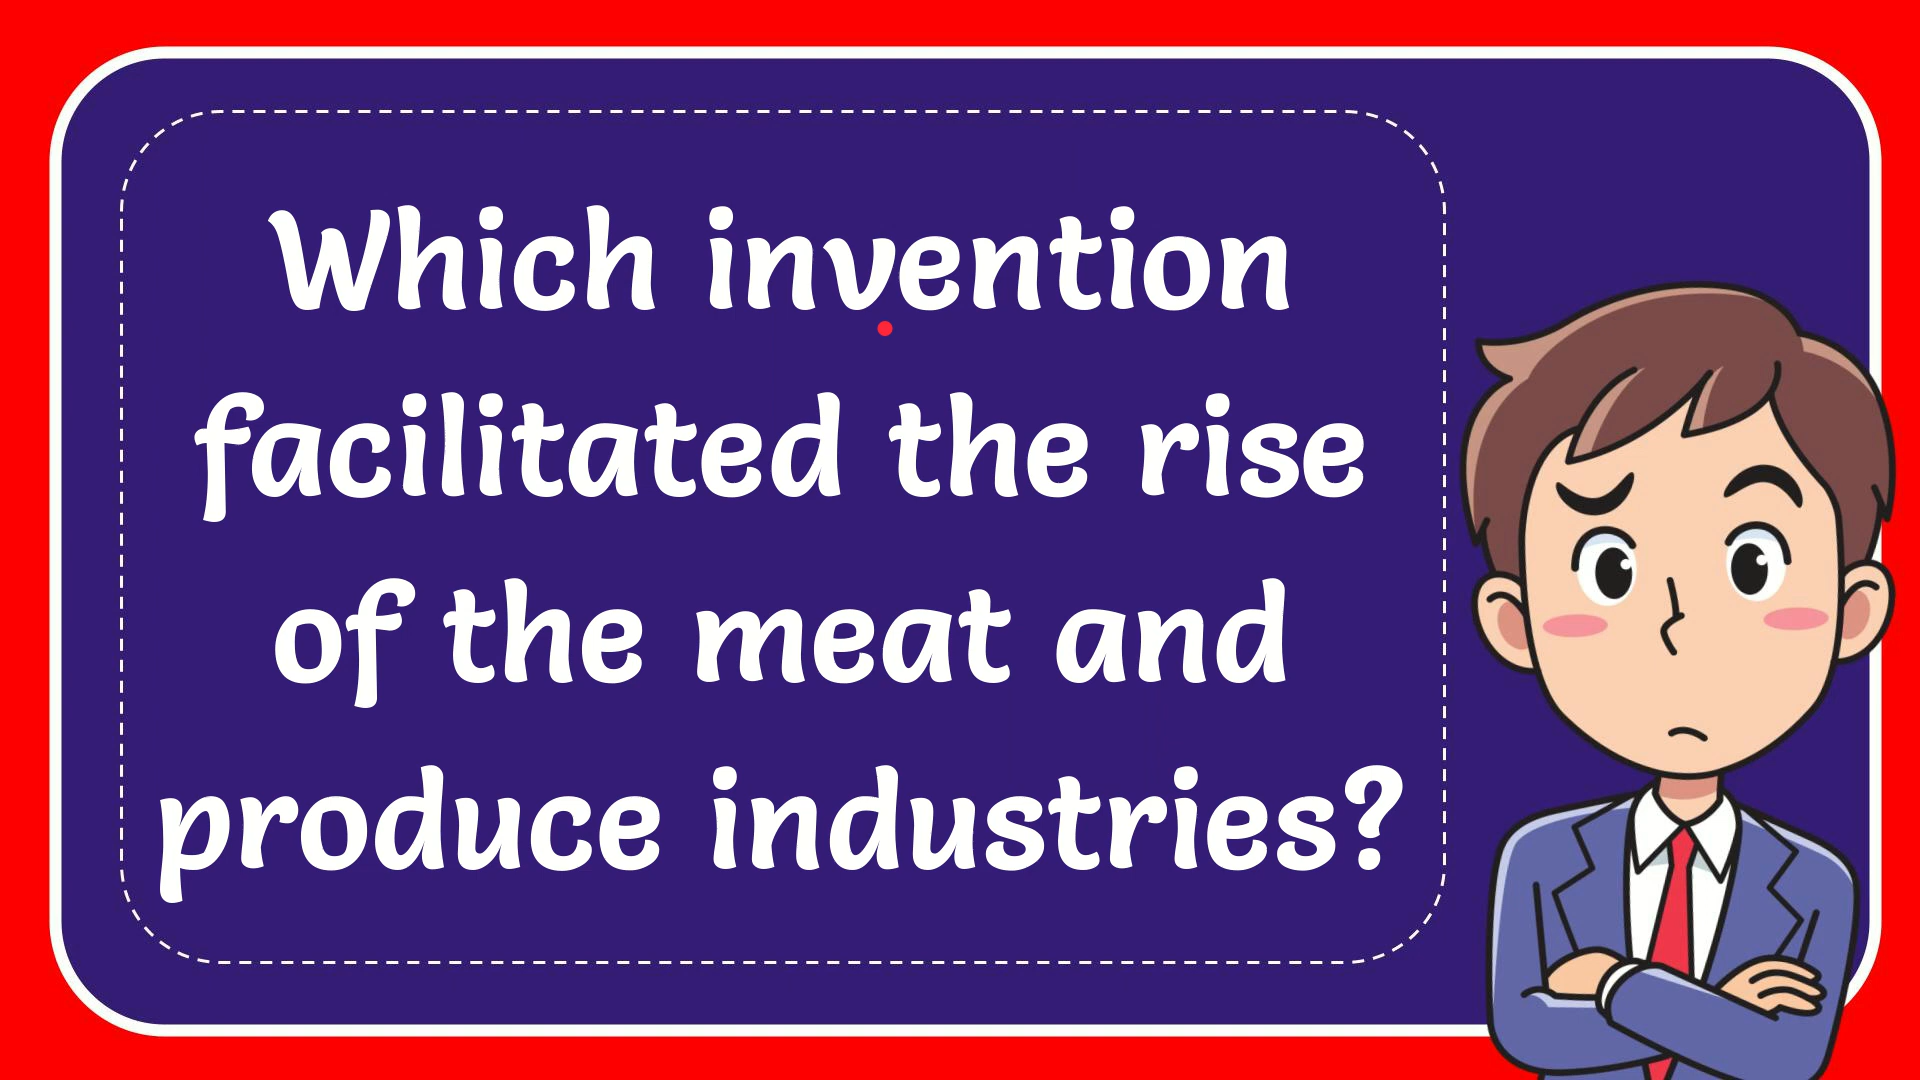 Which invention
facilitated the rise
of the meat and
produce industries?